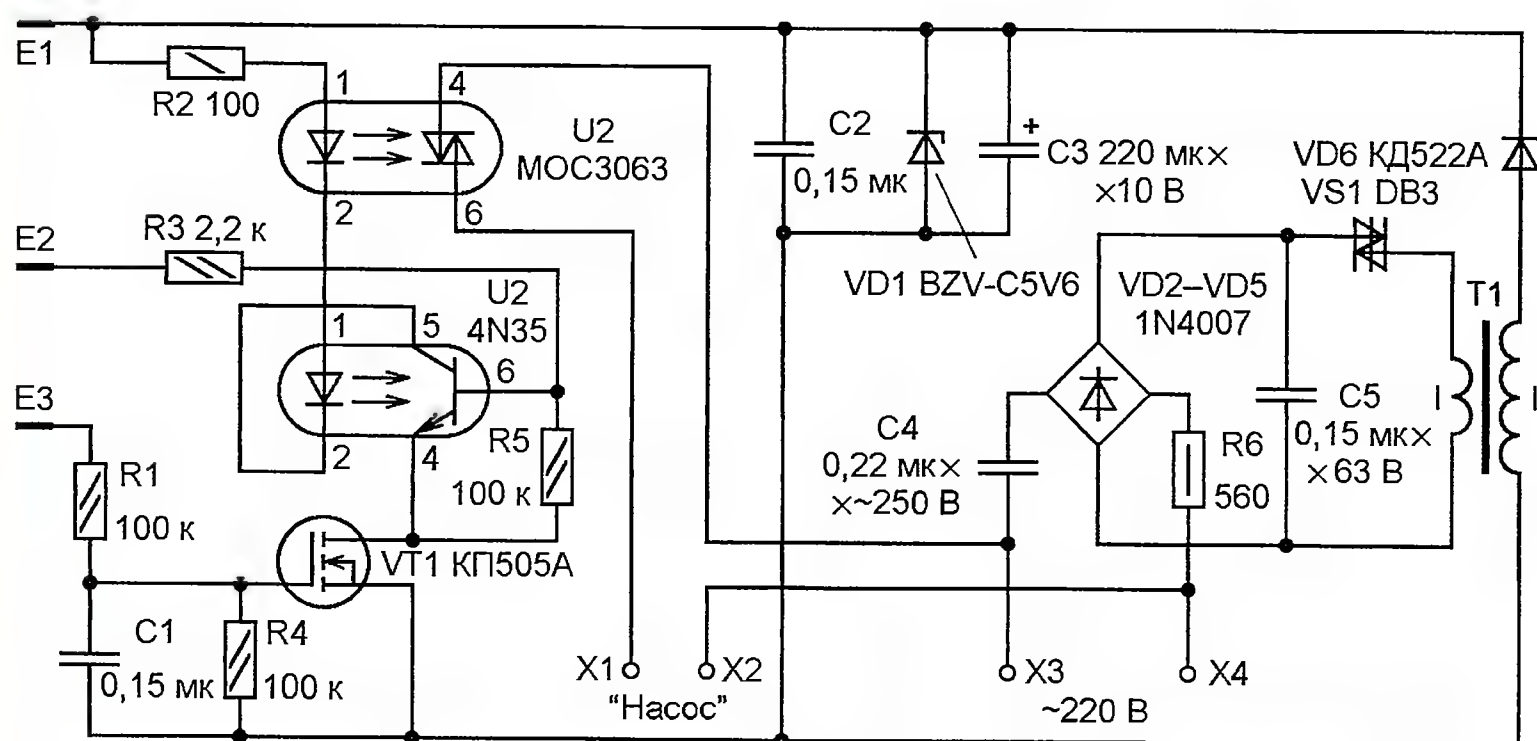 E1
R2 100
1
4
U2
MOC3063
2
6
C2
0,15 мк
+
C3 220 мк×
×10 В
VD6 КД522А
VS1 DB3
E2
R3 2,2 к
VD1 BZV-C5V6
VD2–VD5
1N4007
T1
U2
4N35
1
5
6
2
4
E3
R1
100 к
R5
100 к
C4
0,22 мк×
×~250 В
R6
560
C5
0,15 мк×
×63 В
I
I
VT1 КП505А
C1
0,15 мк
R4
100 к
X1
X2
"Насос"
X3
X4
~220 В